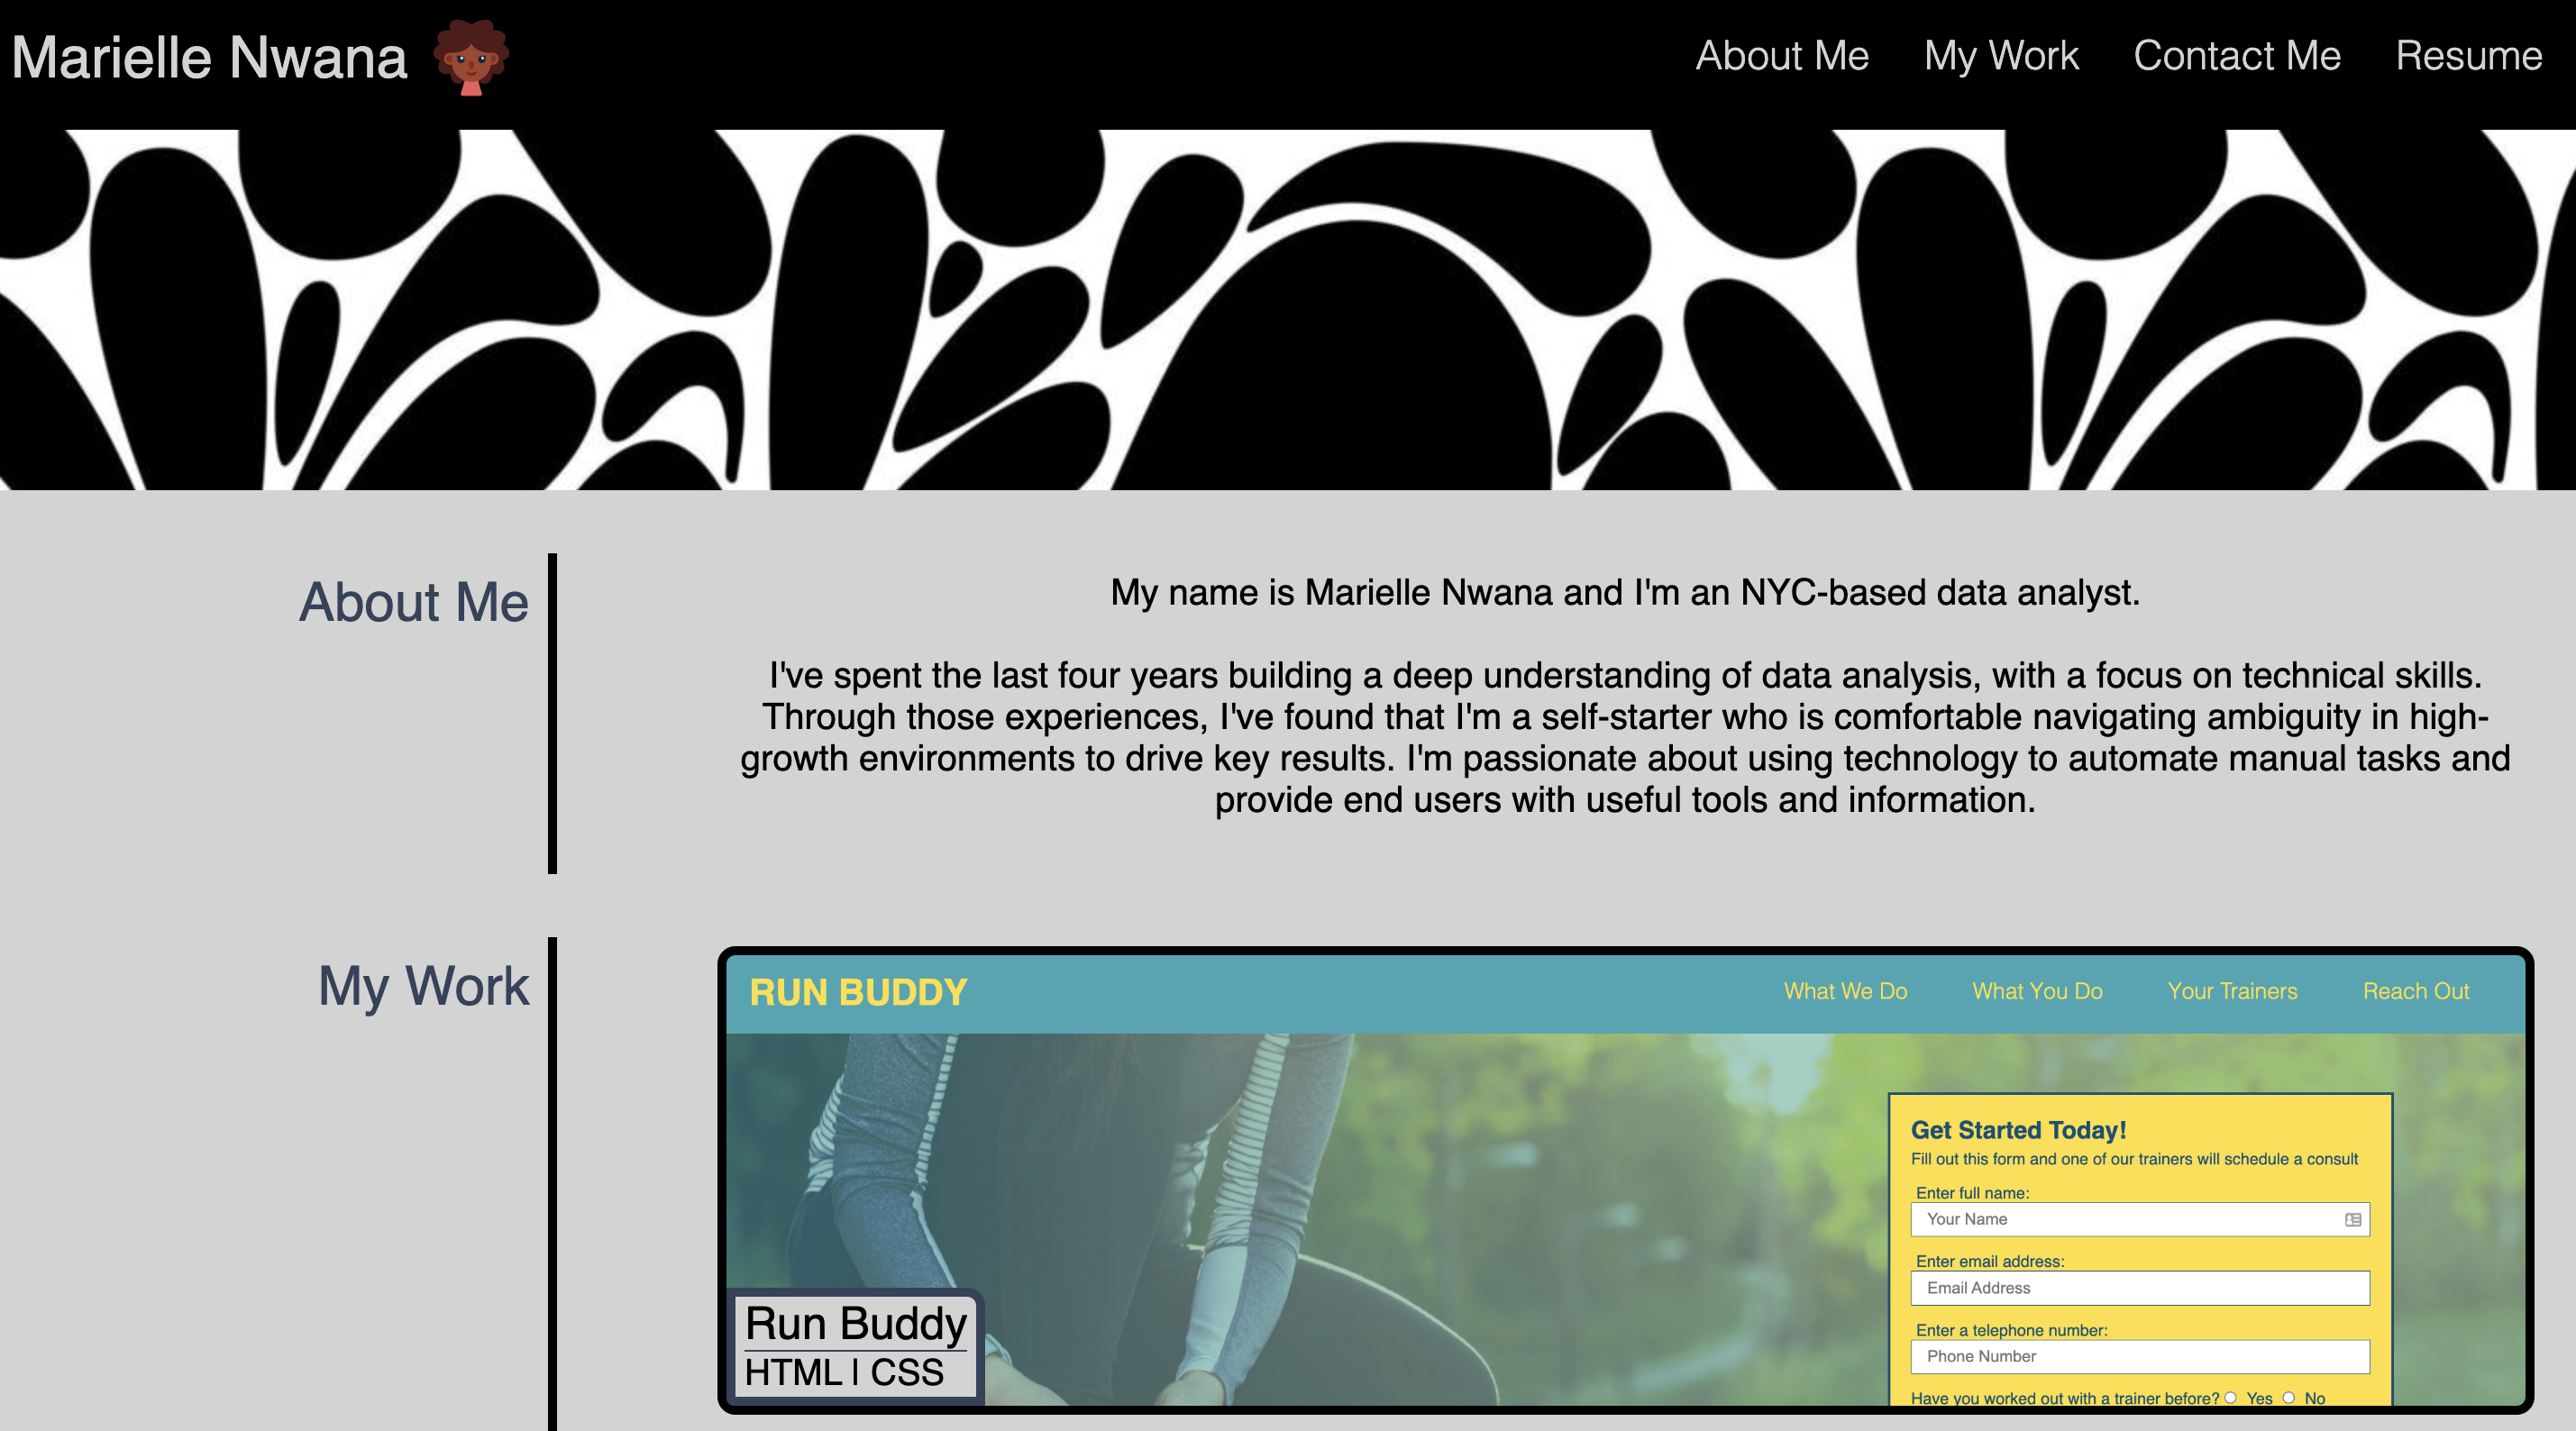 Marielle Nwana
About Me
My Work
Contact Me
Resume
About Me
My name is Marielle Nwana and I'm an NYC-based data analyst.
I've spent the last four years building a deep understanding of data analysis, with a focus on technical skills.
Through those experiences, I've found that I'm a self-starter who is comfortable navigating ambiguity in high-
growth environments to drive key results. I'm passionate about using technology to automate manual tasks and
provide end users with useful tools and information.
My Work
RUN BUDDY
What We Do
What You Do
Your Trainers
Reach Out
Get Started Today!
Fill out this form and one of our trainers will schedule a consult
Enter full name:
Your Name
Enter email address:
Email Address
Enter a telephone number:
Phone Number
Have you worked out with a trainer before? Yes No
Run Buddy
HTML | CSS